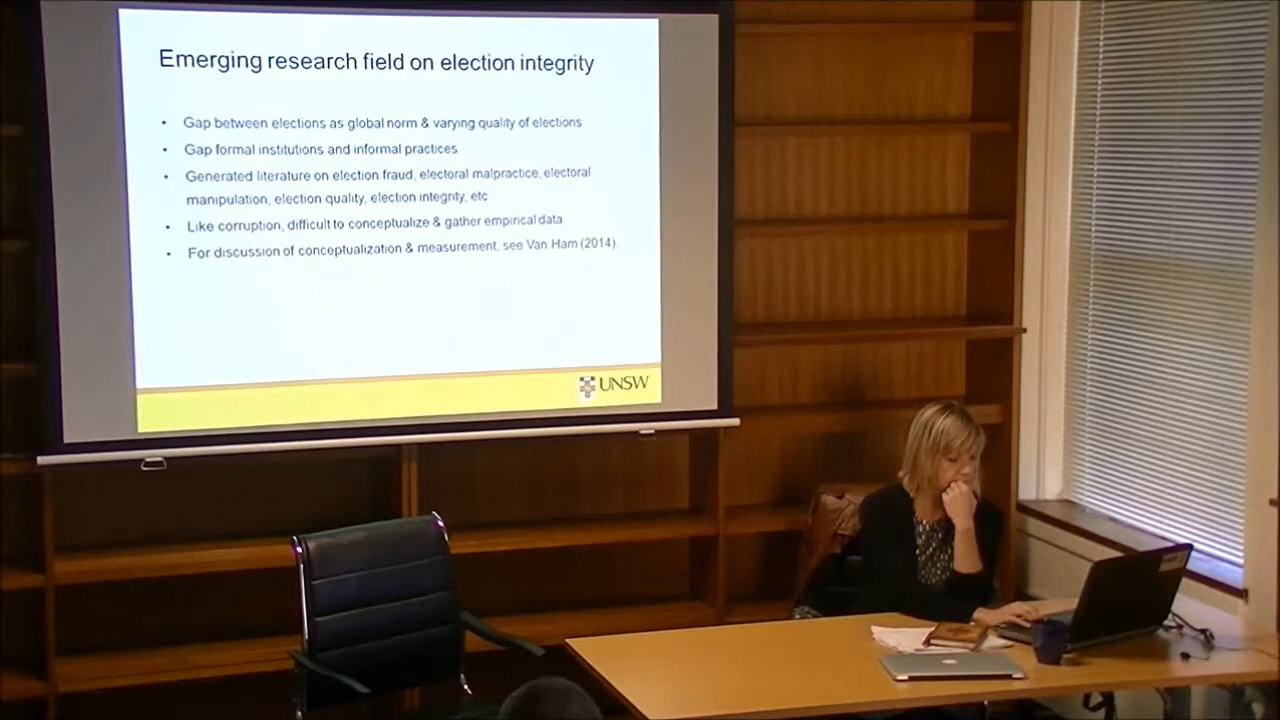 Emerging research field on election integrity
• Gap between elections as global norm & varying quality of elections
• Gap formal institutions and informal practices
• Generated literature on election fraud, electoral malpractice, electoral
manipulation, election quality, election integrity, etc
• Like corruption, difficult to conceptualize & gather empirical data
• For discussion of conceptualization & measurement, see Van Ham (2014).
UNSW